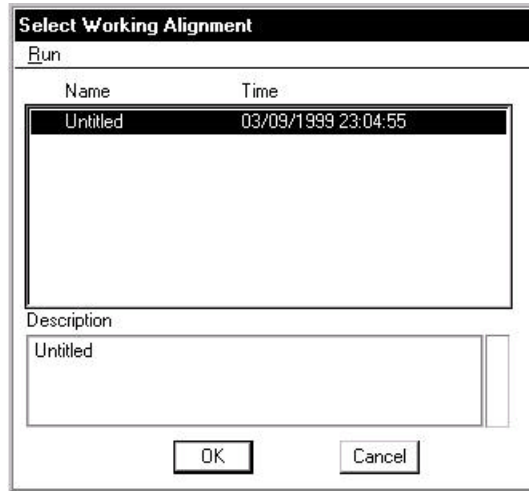 Select Working Alignment
Run
Name Time
Untitled 03/09/1999 23:04:55
Description
Untitled
OK Cancel